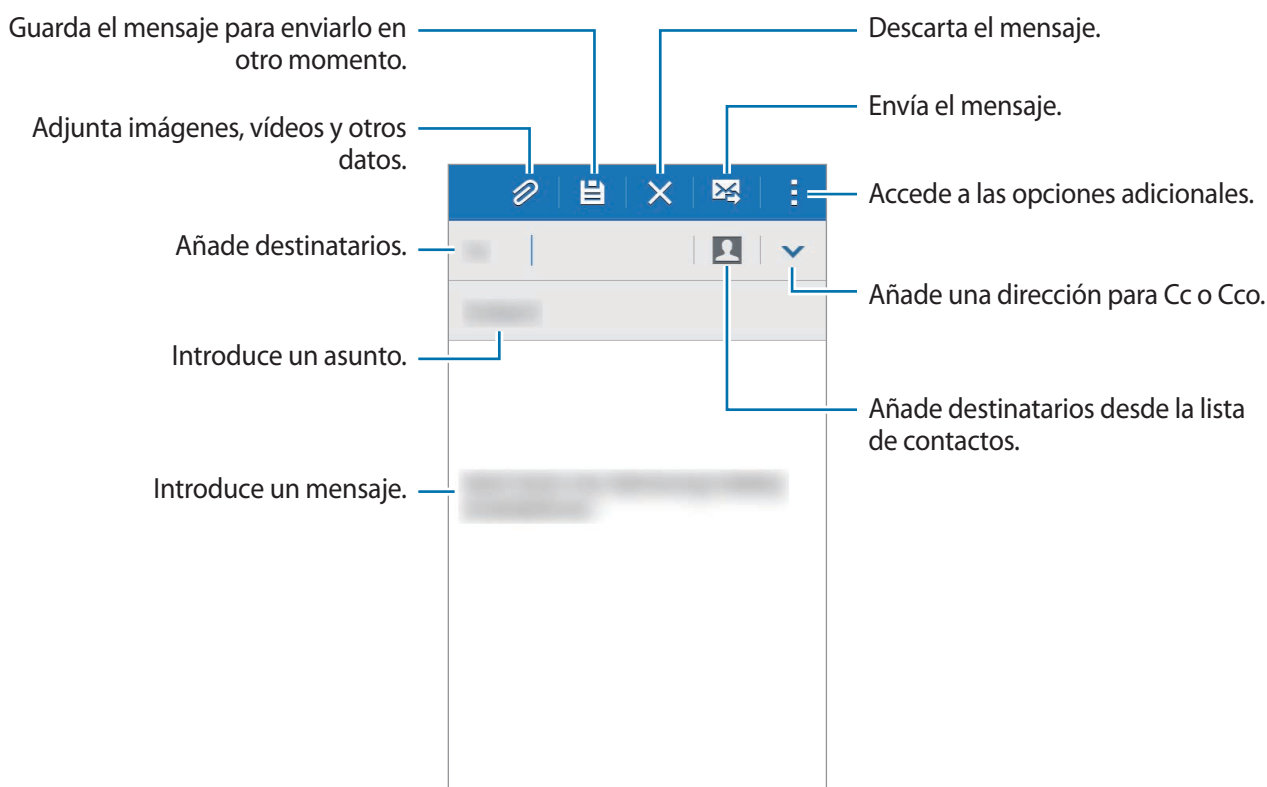 Guarda el mensaje para enviarlo en
otro momento.
Adjunta imágenes, vídeos y otros
datos.
Añade destinatarios.
Introduce un asunto.
Introduce un mensaje.
Descarta el mensaje.
Envía el mensaje.
Accede a las opciones adicionales.
Añade una dirección para Cc o Cco.
Añade destinatarios desde la lista
de contactos.